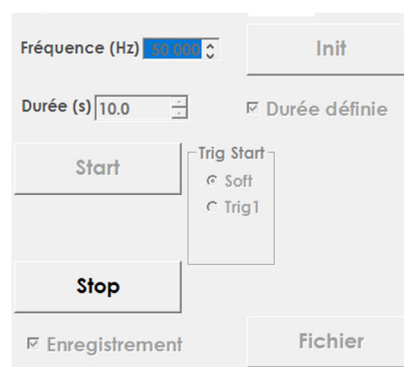 Fréquence (Hz) 50 000
Init
Durée (s) 10.0
Durée définie
Start
Trig Start
Soft
Trig1
Stop
Enregistrement
Fichier